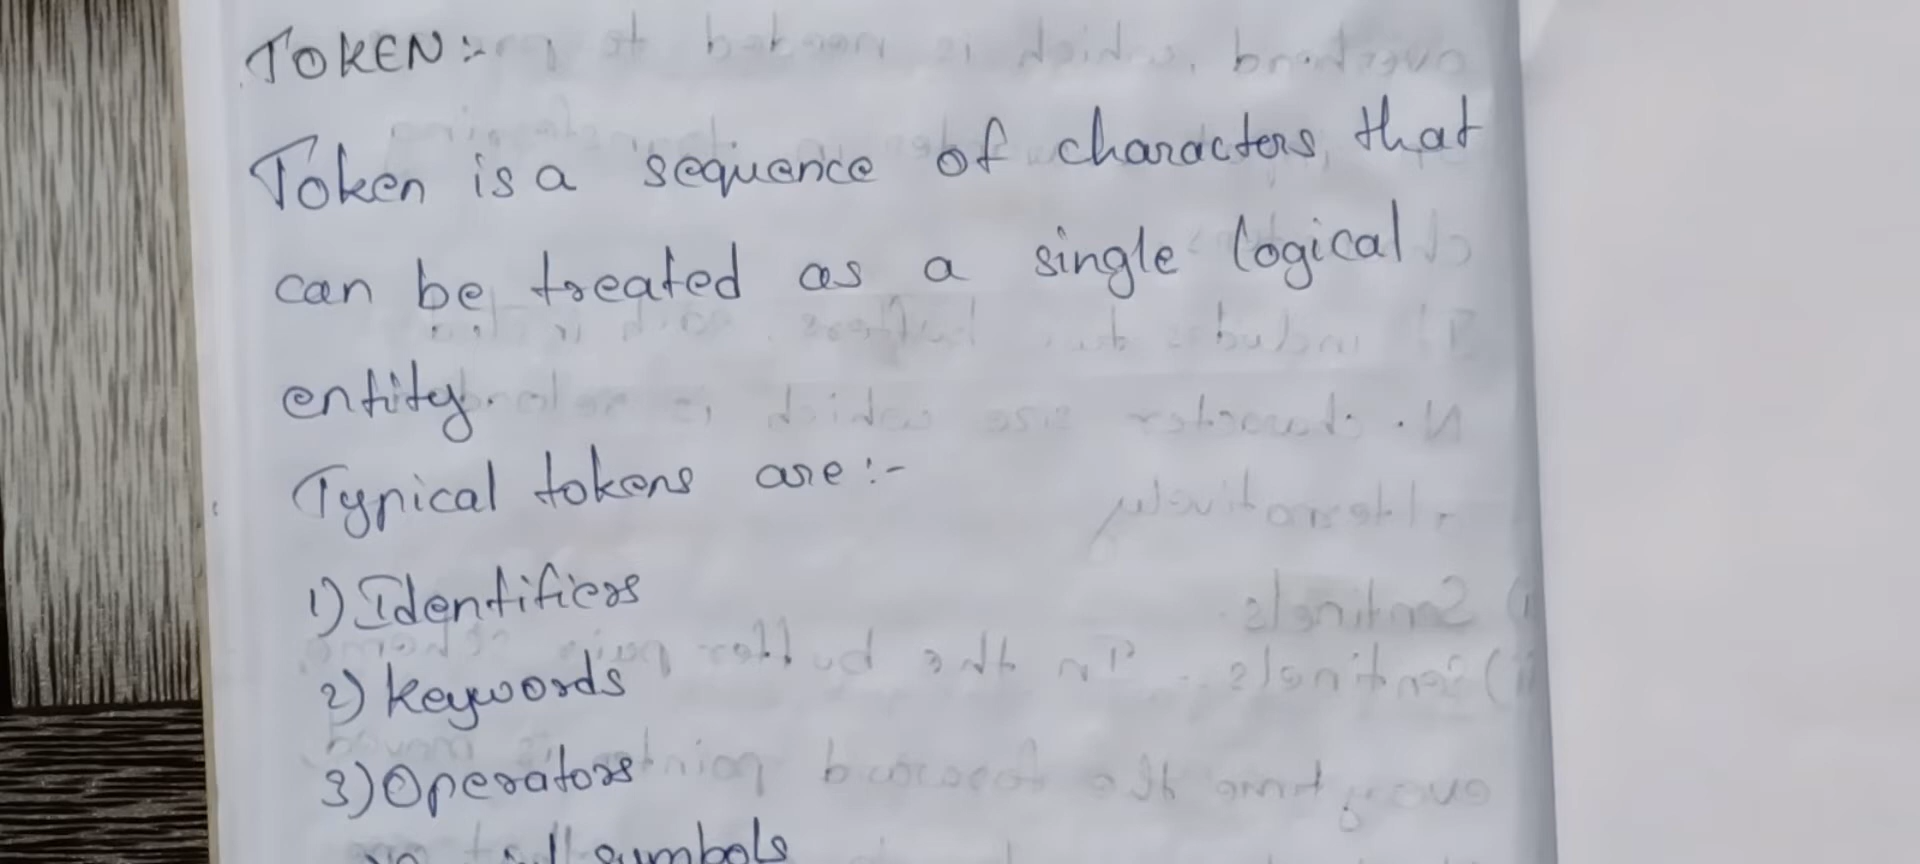 TOKEN :-
Token is a sequence of characters that
can be treated as a single logical
entity.
Typical tokens are :-
1) Identifiers
2) keywords
3) Operators
symbols